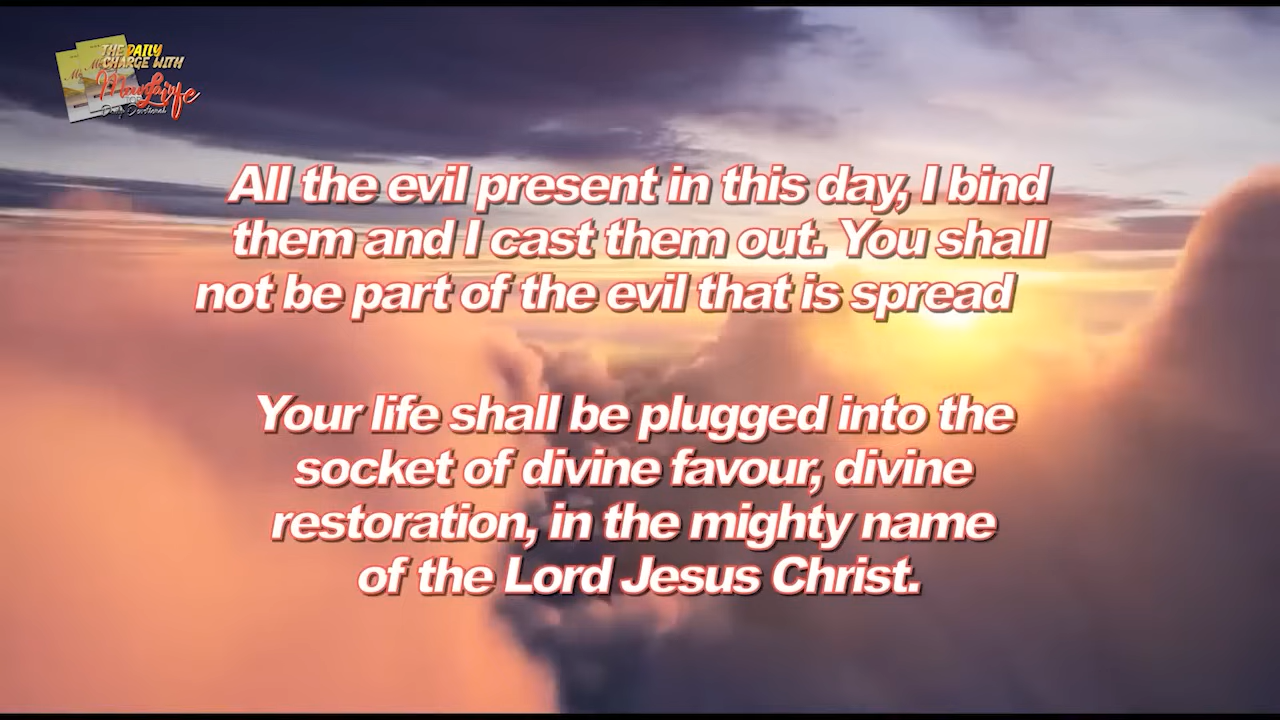 THE DAILY
CHARGE WITH
All the evil present in this day, I bind
them and I cast them out. You shall
not be part of the evil that is spread
Your life shall be plugged into the
socket of divine favour, divine
restoration, in the mighty name
of the Lord Jesus Christ.